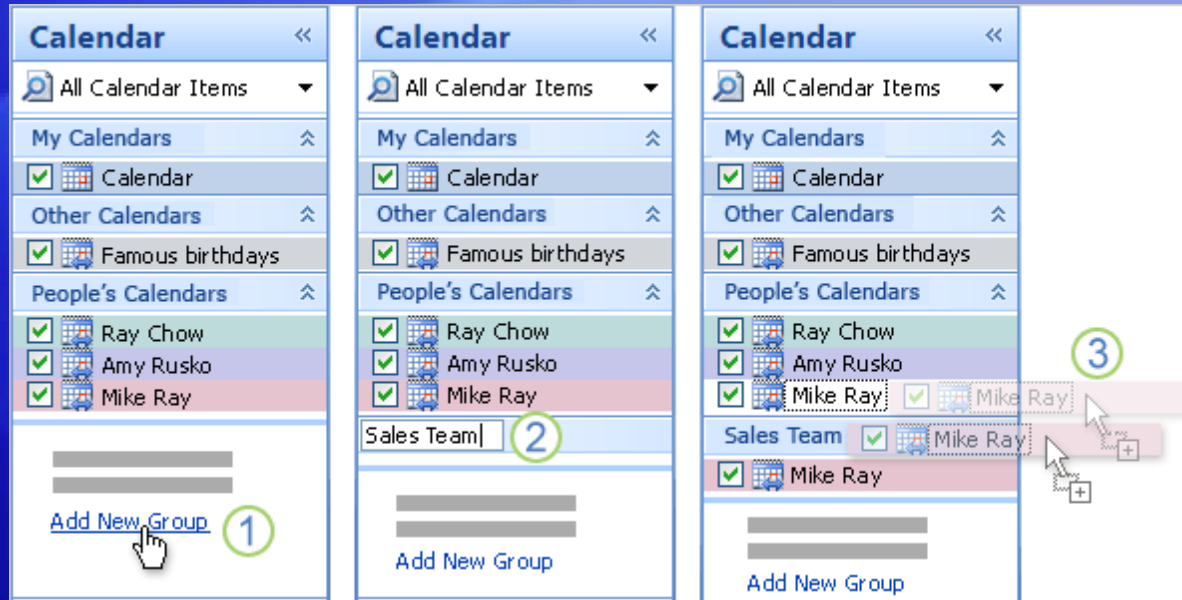 Calendar
All Calendar Items
My Calendars
Calendar
Other Calendars
Famous birthdays
People's Calendars
Ray Chow
Amy Rusko
Mike Ray
Add New Group
1
Calendar
All Calendar Items
My Calendars
Calendar
Other Calendars
Famous birthdays
People's Calendars
Ray Chow
Amy Rusko
Mike Ray
Sales Team
2
Add New Group
Calendar
All Calendar Items
My Calendars
Calendar
Other Calendars
Famous birthdays
People's Calendars
Ray Chow
Amy Rusko
3
Mike Ray Mike Ray
Sales Team Mike Ray
Mike Ray
Add New Group